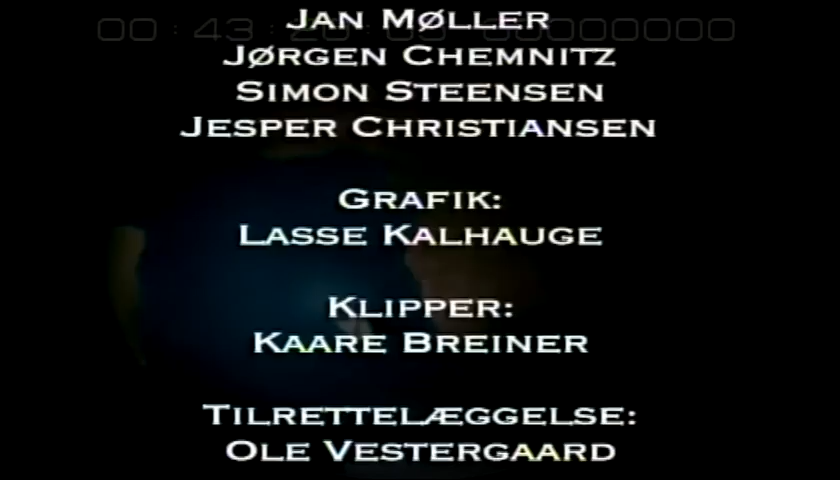 JAN MØLLER
JØRGEN CHEMNITZ
SIMON STEENSEN
JESPER CHRISTIANSEN
GRAFIK:
LASSE KALHAUGE
KLIPPER:
KAARE BREINER
TILRETTELÆGGELSE:
OLE VESTERGAARD